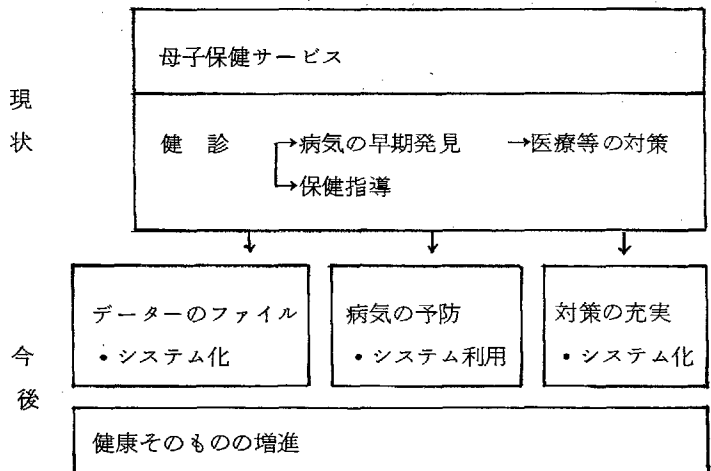 母子保健サービス
現状
健 診 →病気の早期発見 →医療等の対策
→保健指導
データーのファイル
・システム化
病気の予防
・システム利用
対策の充実
・システム化
今後
健康そのものの増進